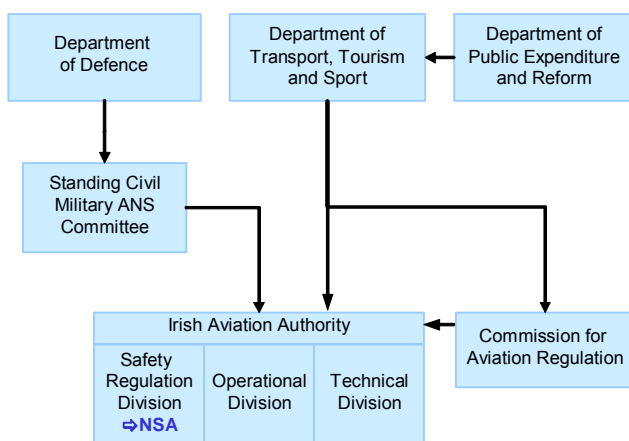 Department
of Defence
Department of
Transport, Tourism
and Sport
Department of
Public Expenditure
and Reform
Standing Civil
Military ANS
Committee
Irish Aviation Authority
Safety
Regulation
Division
⇨NSA
Operational
Division
Technical
Division
Commission for
Aviation Regulation